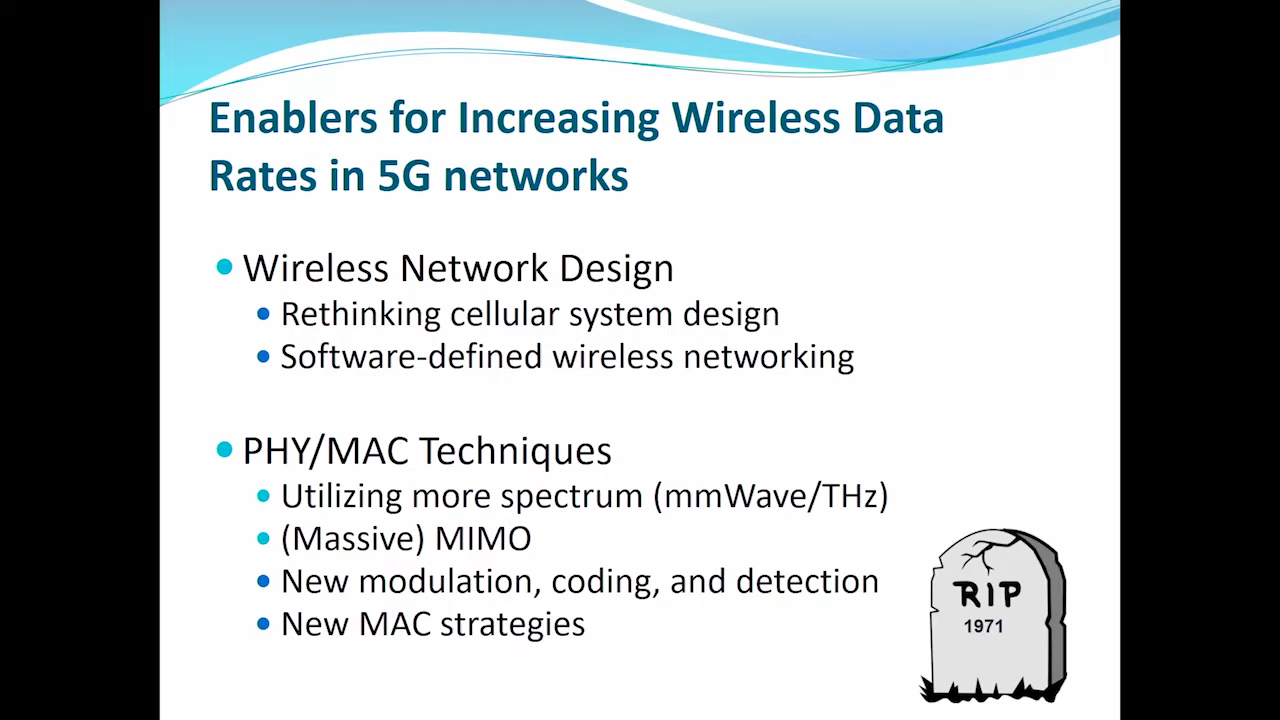 Enablers for Increasing Wireless Data
Rates in 5G networks
• Wireless Network Design
• Rethinking cellular system design
• Software-defined wireless networking
• PHY/MAC Techniques
• Utilizing more spectrum (mmWave/THz)
• (Massive) MIMO
• New modulation, coding, and detection
• New MAC strategies
RIP
1971